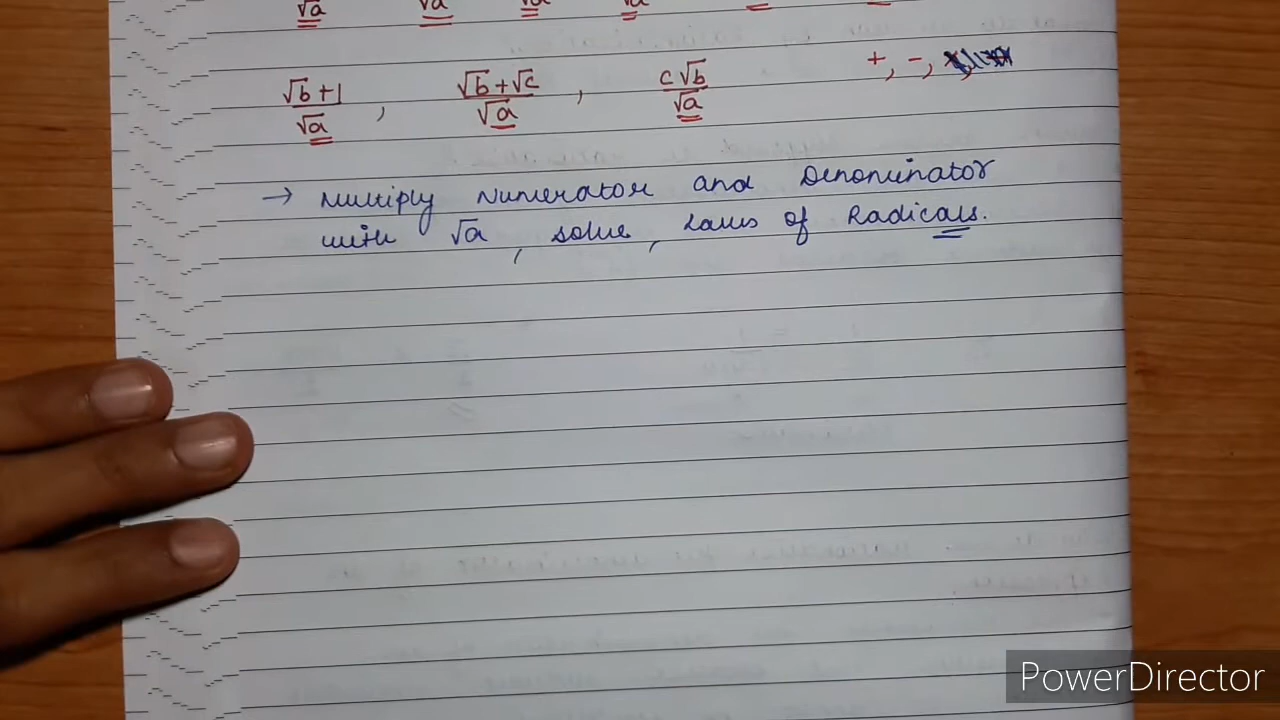 √a √a √a √a
√b + 1 / √a , √b + √c / √a , c√b / √a +, -,
→ Multiply Numerator and Denominator
with √a , solve , Laws of Radicals.
PowerDirector